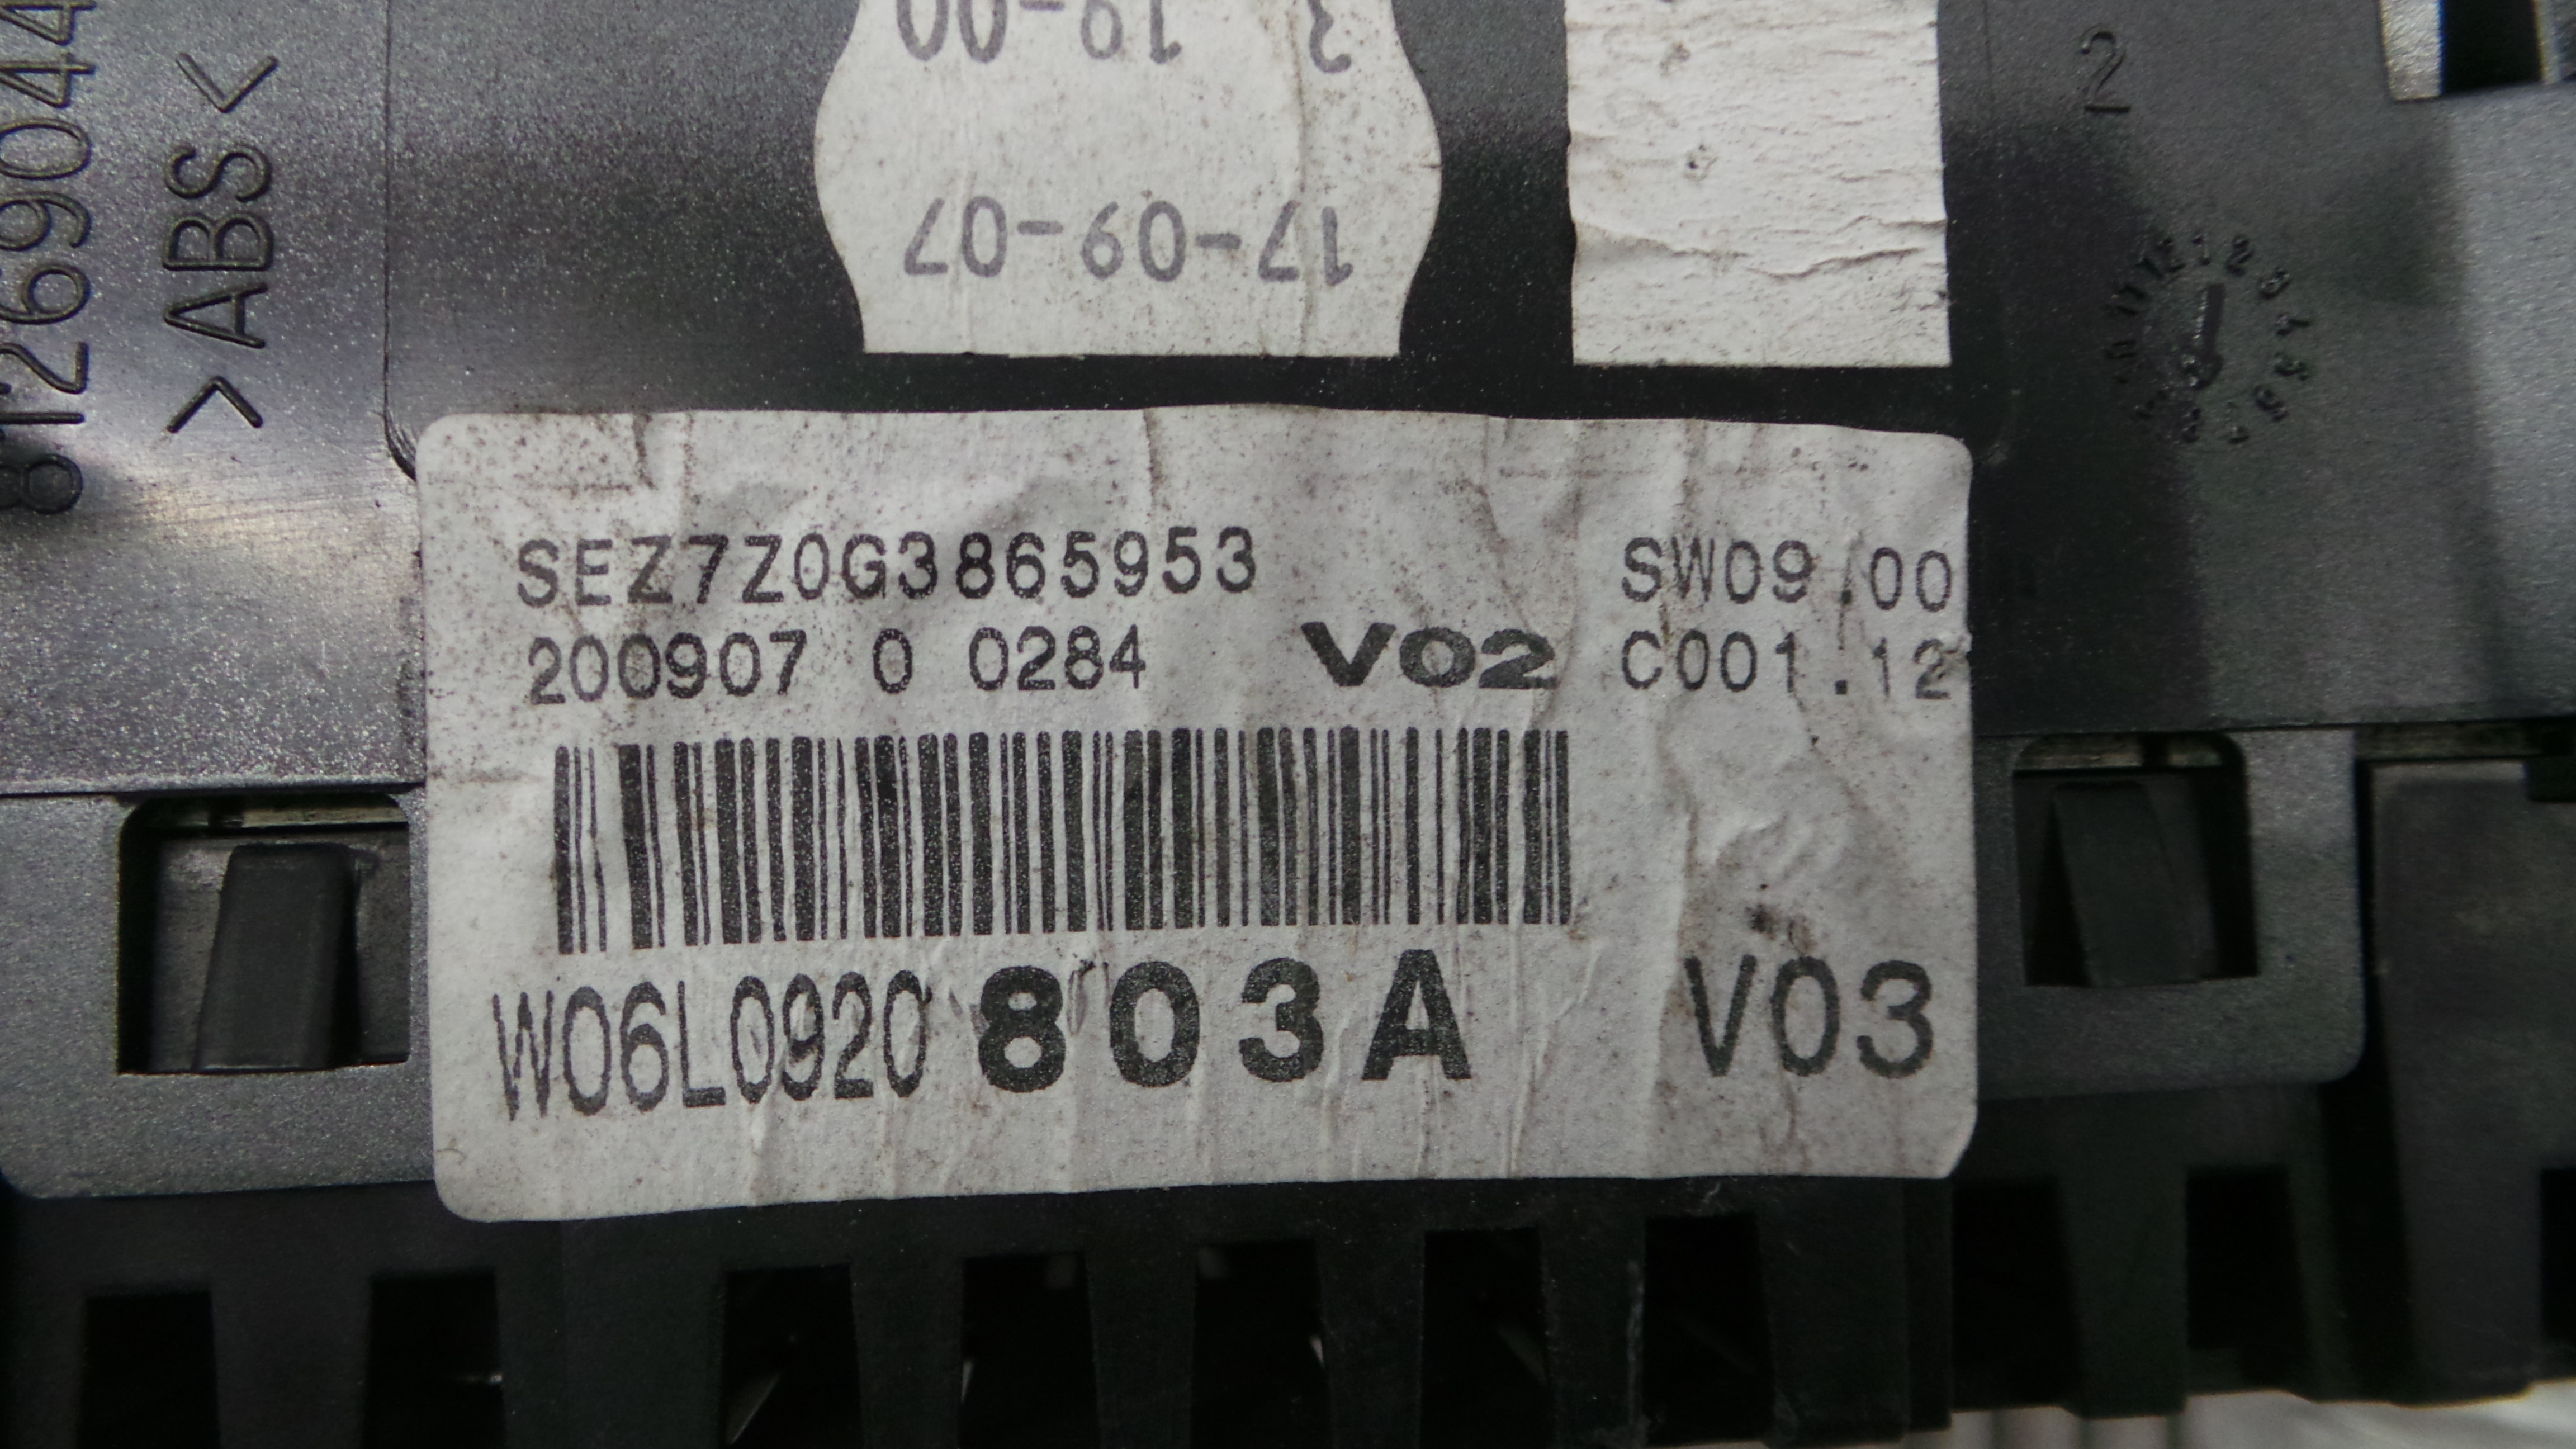 >ABS<
17-09-07
2
SEZ7Z0G3865953 SW09.00
200907 0 0284 V02 C001.12
W06L0920 803A V03